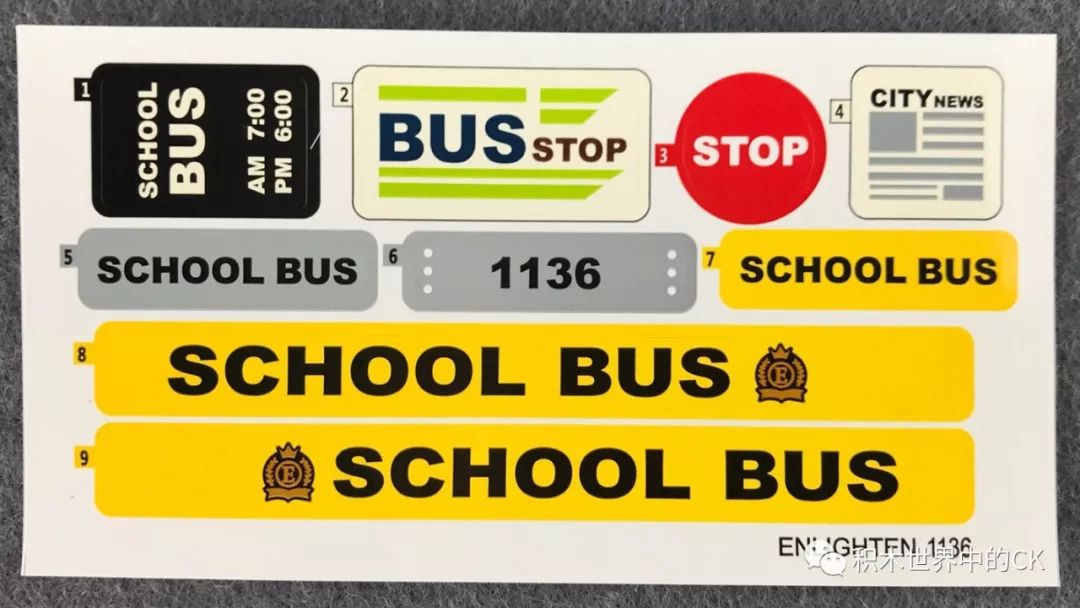 1
SCHOOL
BUS
AM 7:00
PM 6:00
2
BUS STOP
3
STOP
4
CITY NEWS
5
SCHOOL BUS
6
1136
7
SCHOOL BUS
8
SCHOOL BUS
E
9
E
SCHOOL BUS
ENLIGHTEN 1136
积木世界中的CK